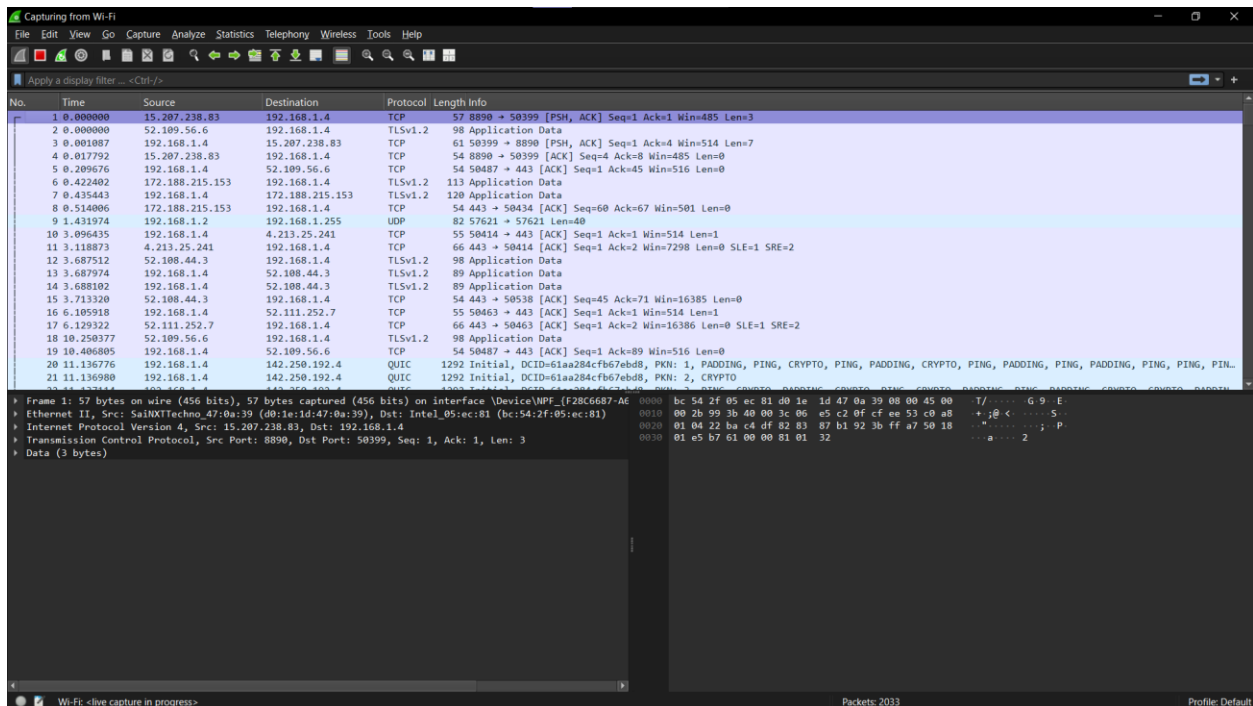 Capturing from Wi-Fi
File Edit View Go Capture Analyze Statistics Telephony Wireless Tools Help
Apply a display filter ... <Ctrl-/>
No. Time Source Destination Protocol Length Info
1 0.000000 15.207.238.83 192.168.1.4 TCP 57 8890 → 50399 [PSH, ACK] Seq=1 Ack=1 Win=485 Len=3
2 0.000000 52.109.56.6 192.168.1.4 TLSv1.2 98 Application Data
3 0.001087 192.168.1.4 15.207.238.83 TCP 61 50399 → 8890 [PSH, ACK] Seq=1 Ack=4 Win=514 Len=7
4 0.017792 15.207.238.83 192.168.1.4 TCP 54 8890 → 50399 [ACK] Seq=4 Ack=8 Win=485 Len=0
5 0.209676 192.168.1.4 52.109.56.6 TCP 54 50487 → 443 [ACK] Seq=1 Ack=45 Win=516 Len=0
6 0.422402 172.188.215.153 192.168.1.4 TLSv1.2 113 Application Data
7 0.435443 192.168.1.4 172.188.215.153 TLSv1.2 120 Application Data
8 0.514006 172.188.215.153 192.168.1.4 TCP 54 443 → 50434 [ACK] Seq=60 Ack=67 Win=501 Len=0
9 1.431974 192.168.1.2 192.168.1.255 UDP 82 57621 → 57621 Len=40
10 3.096435 192.168.1.4 4.213.25.241 TCP 55 50414 → 443 [ACK] Seq=1 Ack=1 Win=514 Len=1
11 3.118873 4.213.25.241 192.168.1.4 TCP 66 443 → 50414 [ACK] Seq=1 Ack=2 Win=7298 Len=0 SLE=1 SRE=2
12 3.687512 52.108.44.3 192.168.1.4 TLSv1.2 98 Application Data
13 3.687974 192.168.1.4 52.108.44.3 TLSv1.2 89 Application Data
14 3.688102 192.168.1.4 52.108.44.3 TLSv1.2 89 Application Data
15 3.713320 52.108.44.3 192.168.1.4 TCP 54 443 → 50538 [ACK] Seq=45 Ack=71 Win=16385 Len=0
16 6.105918 192.168.1.4 52.111.252.7 TCP 55 50463 → 443 [ACK] Seq=1 Ack=1 Win=514 Len=1
17 6.129322 52.111.252.7 192.168.1.4 TCP 66 443 → 50463 [ACK] Seq=1 Ack=2 Win=16386 Len=0 SLE=1 SRE=2
18 10.250377 52.109.56.6 192.168.1.4 TLSv1.2 98 Application Data
19 10.406805 192.168.1.4 52.109.56.6 TCP 54 50487 → 443 [ACK] Seq=1 Ack=89 Win=516 Len=0
20 11.136776 192.168.1.4 142.250.192.4 QUIC 1292 Initial, DCID=61aa284cfb67ebd8, PKN: 1, PADDING, PING, CRYPTO, PING, PADDING, CRYPTO, PING, PADDING, PING, PADDING, PING, PING, PIN…
21 11.136980 192.168.1.4 142.250.192.4 QUIC 1292 Initial, DCID=61aa284cfb67ebd8, PKN: 2, CRYPTO
Frame 1: 57 bytes on wire (456 bits), 57 bytes captured (456 bits) on interface \Device\NPF_{F28C6687-A6
Ethernet II, Src: SaiNXTTechno_47:0a:39 (d0:1e:1d:47:0a:39), Dst: Intel_05:ec:81 (bc:54:2f:05:ec:81)
Internet Protocol Version 4, Src: 15.207.238.83, Dst: 192.168.1.4
Transmission Control Protocol, Src Port: 8890, Dst Port: 50399, Seq: 1, Ack: 1, Len: 3
Data (3 bytes)
0000 bc 54 2f 05 ec 81 d0 1e 1d 47 0a 39 08 00 45 00 ·T/····· ·G·9··E·
0010 00 2b 99 3b 40 00 3c 06 e5 c2 0f cf ee 53 c0 a8 ·+·;@·<· ·····S··
0020 01 04 22 ba c4 df 82 83 87 b1 92 3b ff a7 50 18 ··"····· ···;··P·
0030 01 e5 b7 61 00 00 81 01 32 ···a···· 2
Wi-Fi: <live capture in progress>
Packets: 2033
Profile: Default